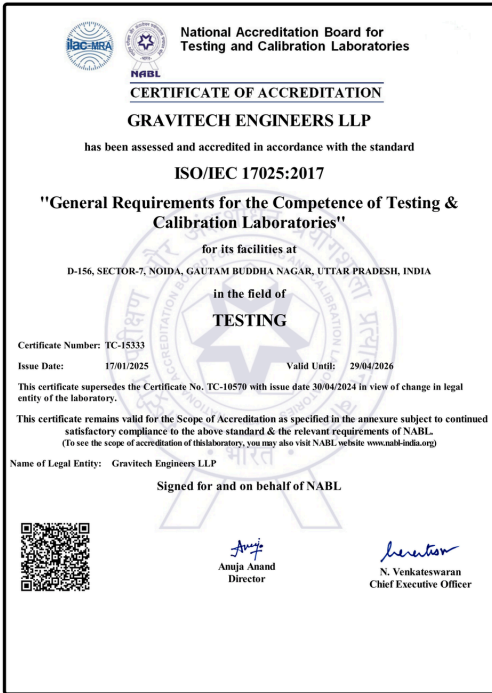 ilac-MRA
NABL
National Accreditation Board for
Testing and Calibration Laboratories
CERTIFICATE OF ACCREDITATION
GRAVITECH ENGINEERS LLP
has been assessed and accredited in accordance with the standard
ISO/IEC 17025:2017
"General Requirements for the Competence of Testing &
Calibration Laboratories"
for its facilities at
D-156, SECTOR-7, NOIDA, GAUTAM BUDDHA NAGAR, UTTAR PRADESH, INDIA
in the field of
TESTING
Certificate Number: TC-15333
Issue Date: 17/01/2025 Valid Until: 29/04/2026
This certificate supersedes the Certificate No. TC-10570 with issue date 30/04/2024 in view of change in legal
entity of the laboratory.
This certificate remains valid for the Scope of Accreditation as specified in the annexure subject to continued
satisfactory compliance to the above standard & the relevant requirements of NABL.
(To see the scope of accreditation of thislaboratory, you may also visit NABL website www.nabl-india.org)
Name of Legal Entity: Gravitech Engineers LLP
Signed for and on behalf of NABL
Anuja Anand
Director
N. Venkateswaran
Chief Executive Officer
भारत